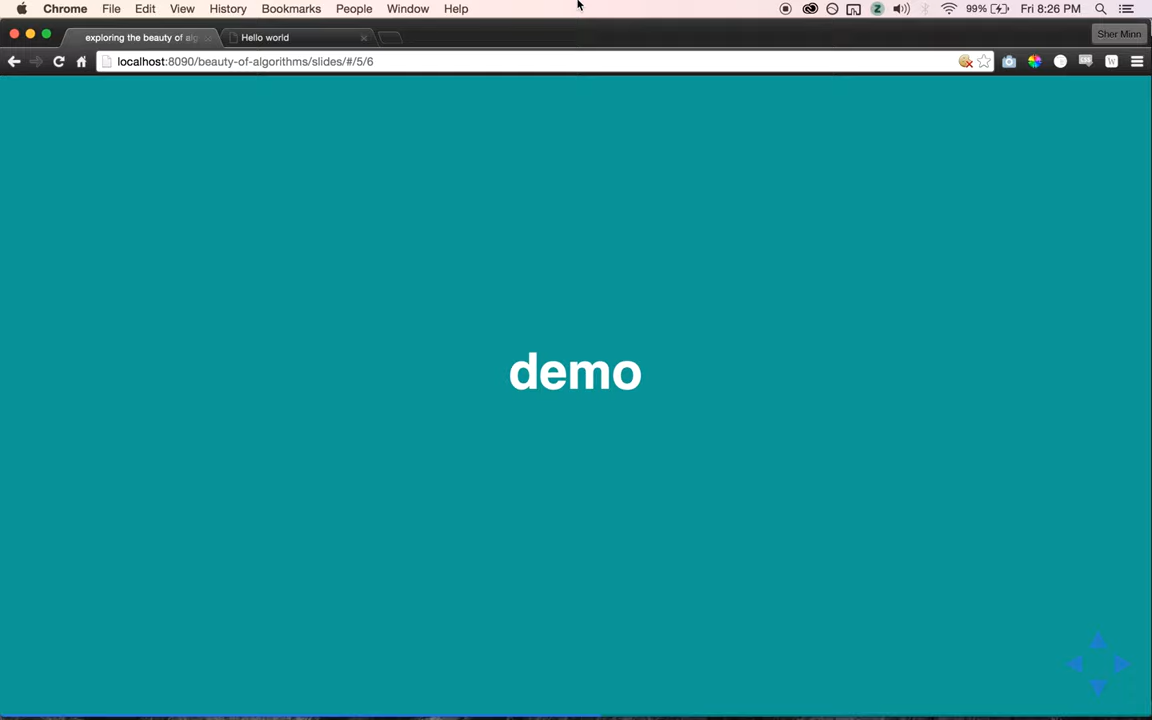 Chrome File Edit View History Bookmarks People Window Help 99% Fri 8:26 PM
exploring the beauty of alg Hello world Sher Minn
localhost:8090/beauty-of-algorithms/slides/#/5/6
demo